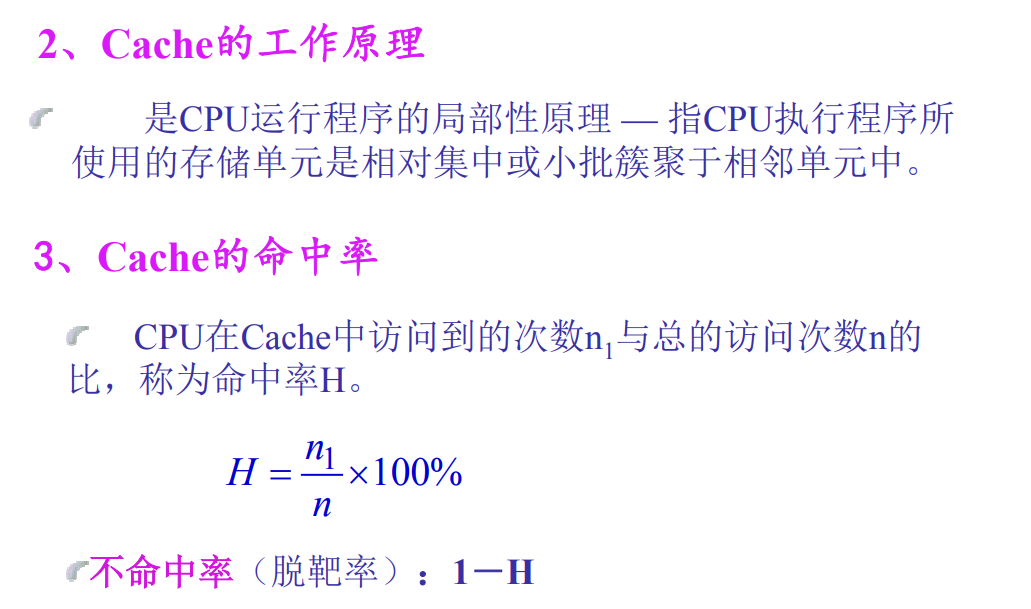 2、Cache的工作原理
是CPU运行程序的局部性原理 — 指CPU执行程序所
使用的存储单元是相对集中或小批簇聚于相邻单元中。
3、Cache的命中率
CPU在Cache中访问到的次数n₁与总的访问次数n的
比，称为命中率H。
H = n₁/n ×100%
不命中率（脱靶率）：1－H